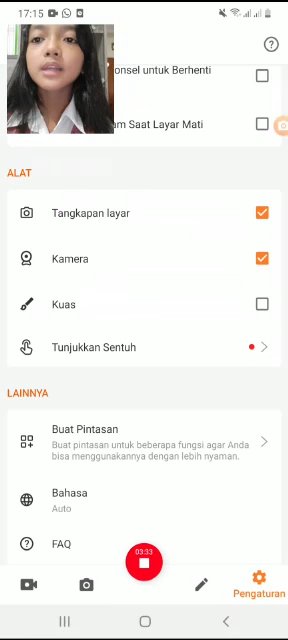 17:15
onsel untuk Berhenti
am Saat Layar Mati
ALAT
Tangkapan layar
Kamera
Kuas
Tunjukkan Sentuh
LAINNYA
Buat Pintasan
Buat pintasan untuk beberapa fungsi agar Anda
bisa menggunakannya dengan lebih nyaman.
Bahasa
Auto
FAQ
03:33
Pengaturan